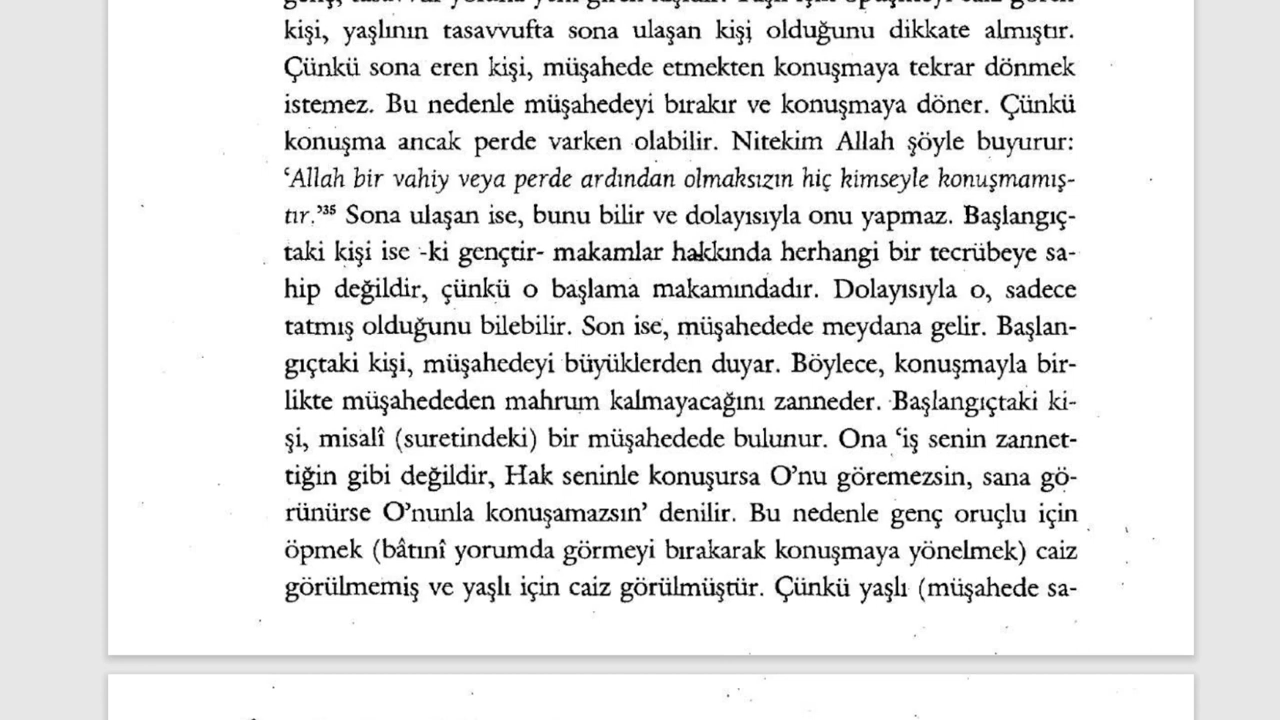 kişi, yaşlının tasavvufta sona ulaşan kişi olduğunu dikkate almıştır.
Çünkü sona eren kişi, müşahede etmekten konuşmaya tekrar dönmek
istemez. Bu nedenle müşahedeyi bırakır ve konuşmaya döner. Çünkü
konuşma ancak perde varken olabilir. Nitekim Allah şöyle buyurur:
‘Allah bir vahiy veya perde ardından olmaksızın hiç kimseyle konuşmamış-
tır.’³⁵ Sona ulaşan ise, bunu bilir ve dolayısıyla onu yapmaz. Başlangıç-
taki kişi ise -ki gençtir- makamlar hakkında herhangi bir tecrübeye sa-
hip değildir, çünkü o başlama makamındadır. Dolayısıyla o, sadece
tatmış olduğunu bilebilir. Son ise, müşahedede meydana gelir. Başlan-
gıçtaki kişi, müşahedeyi büyüklerden duyar. Böylece, konuşmayla bir-
likte müşahededen mahrum kalmayacağını zanneder. Başlangıçtaki ki-
şi, misalî (suretindeki) bir müşahedede bulunur. Ona ‘iş senin zannet-
tiğin gibi değildir, Hak seninle konuşursa O’nu göremezsin, sana gö-
rünürse O’nunla konuşamazsın’ denilir. Bu nedenle genç oruçlu için
öpmek (bâtınî yorumda görmeyi bırakarak konuşmaya yönelmek) caiz
görülmemiş ve yaşlı için caiz görülmüştür. Çünkü yaşlı (müşahede sa-